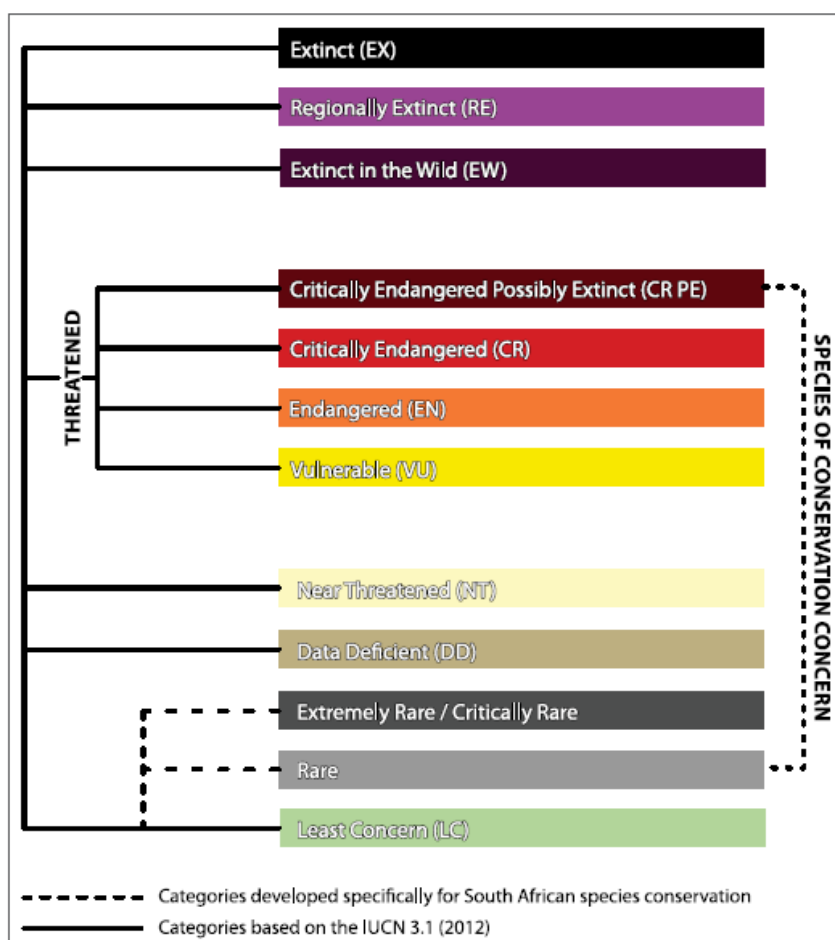 Extinct (EX)
Regionally Extinct (RE)
Extinct in the Wild (EW)
THREATENED
Critically Endangered Possibly Extinct (CR PE)
Critically Endangered (CR)
Endangered (EN)
Vulnerable (VU)
SPECIES OF CONSERVATION CONCERN
Near Threatened (NT)
Data Deficient (DD)
Extremely Rare / Critically Rare
Rare
Least Concern (LC)
Categories developed specifically for South African species conservation
Categories based on the IUCN 3.1 (2012)